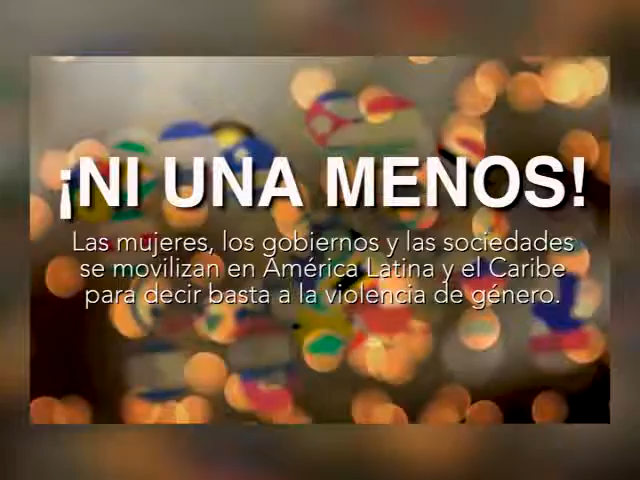 ¡NI UNA MENOS!
Las mujeres, los gobiernos y las sociedades
se movilizan en América Latina y el Caribe
para decir basta a la violencia de género.